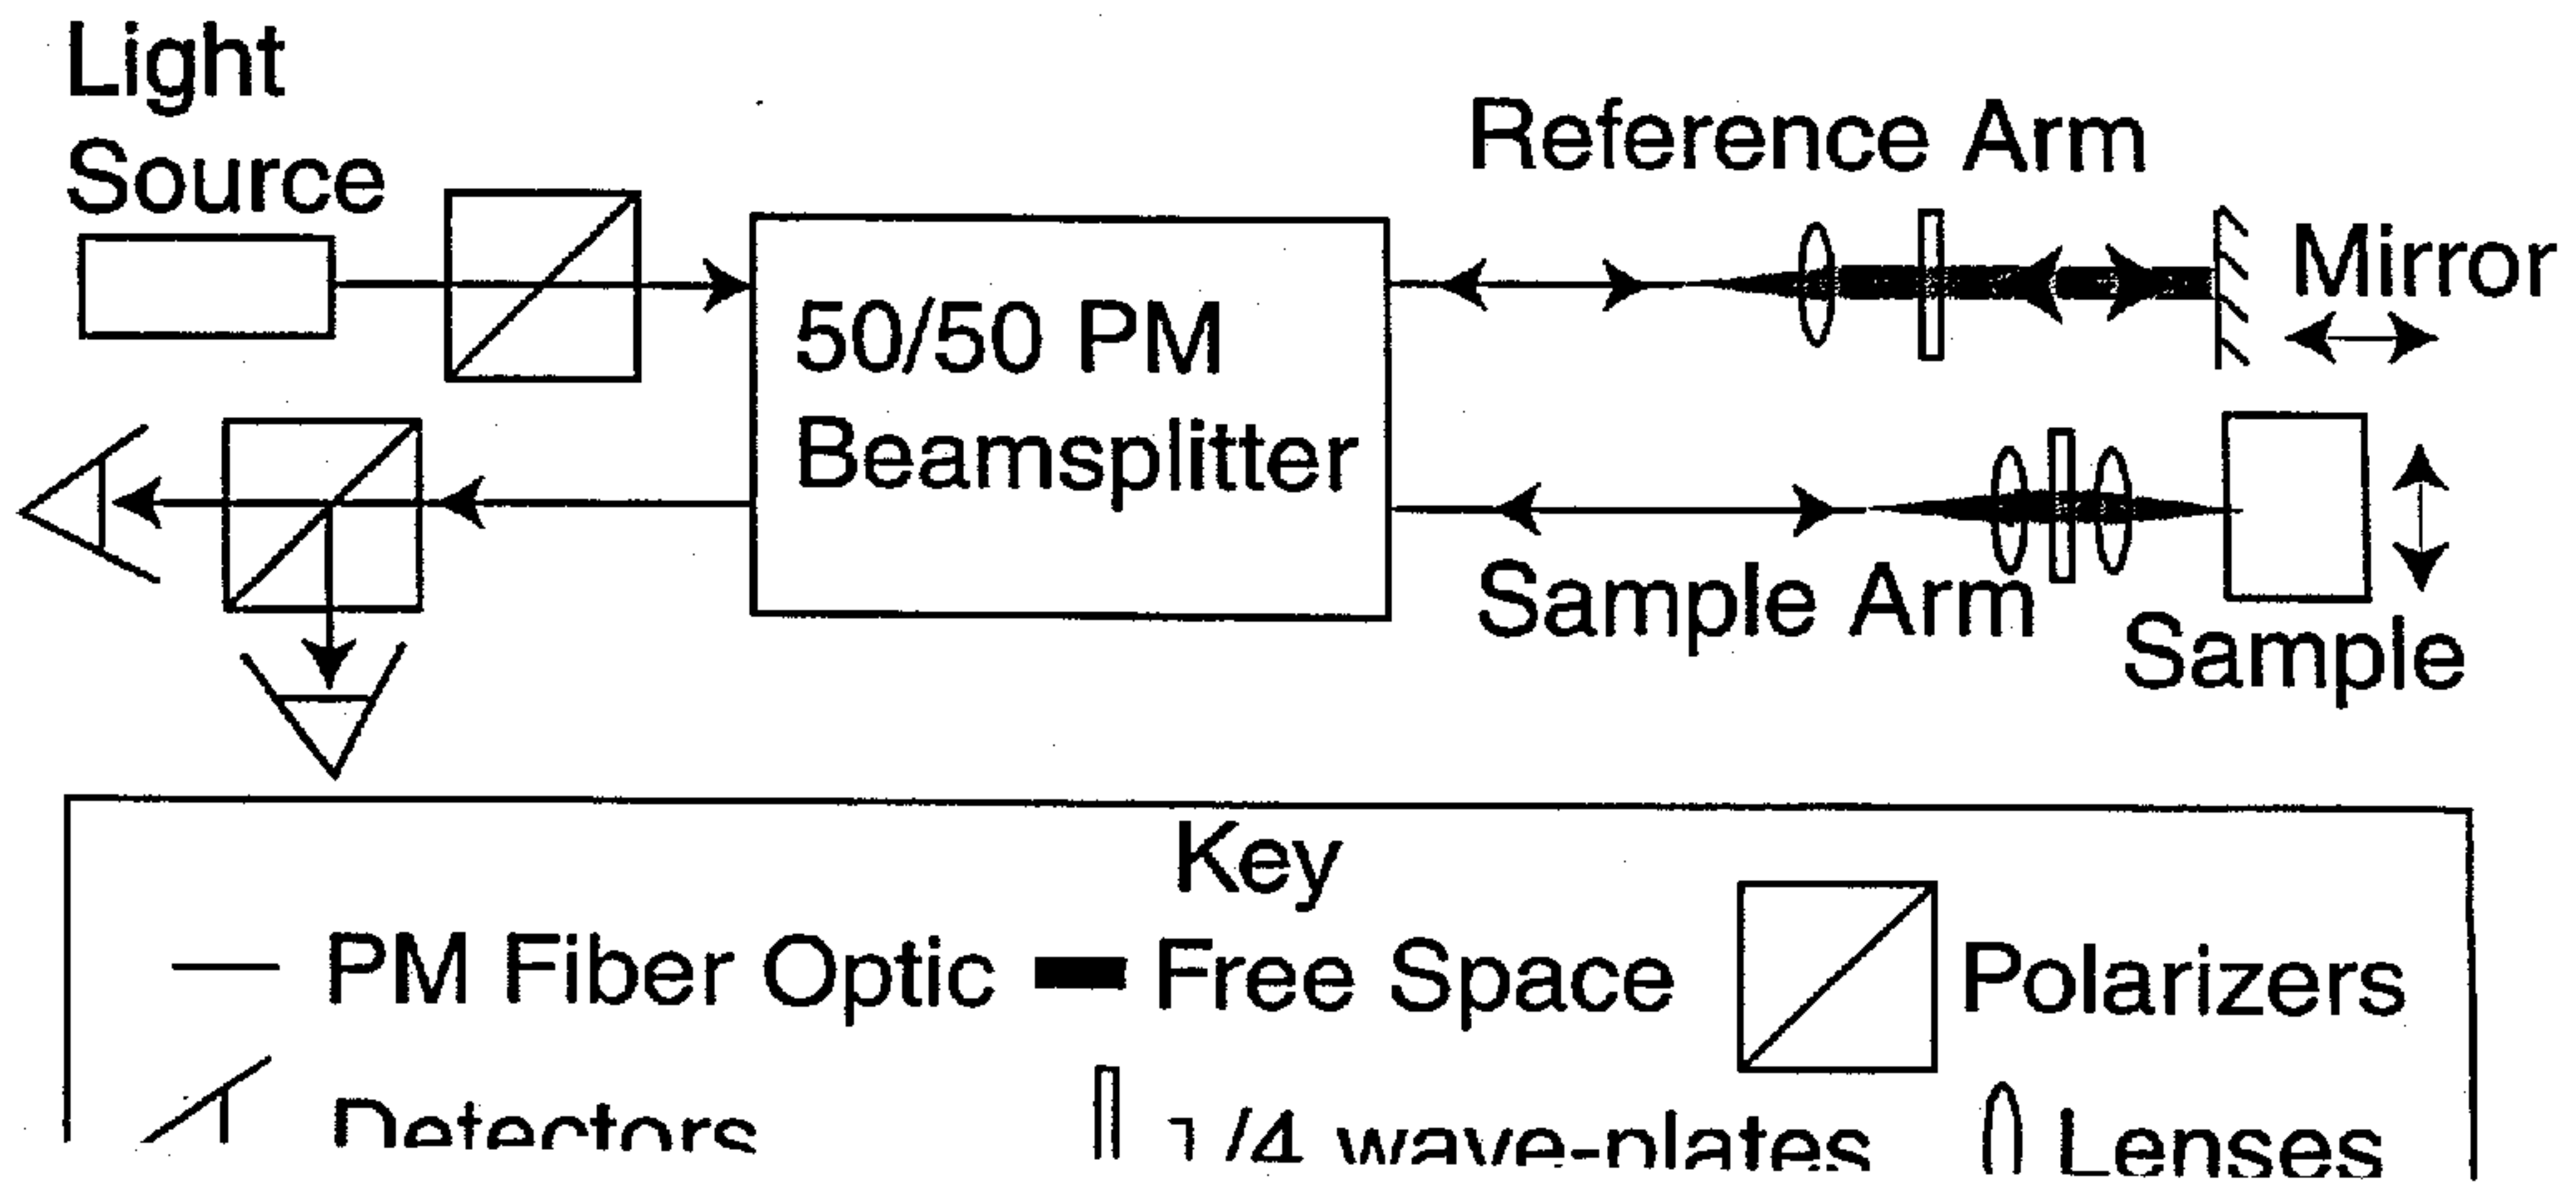 Light
Source
Reference Arm
Mirror
50/50 PM
Beamsplitter
Sample Arm
Sample
Key
PM Fiber Optic
Free Space
Polarizers
Detectors
1/4 wave-plates
Lenses